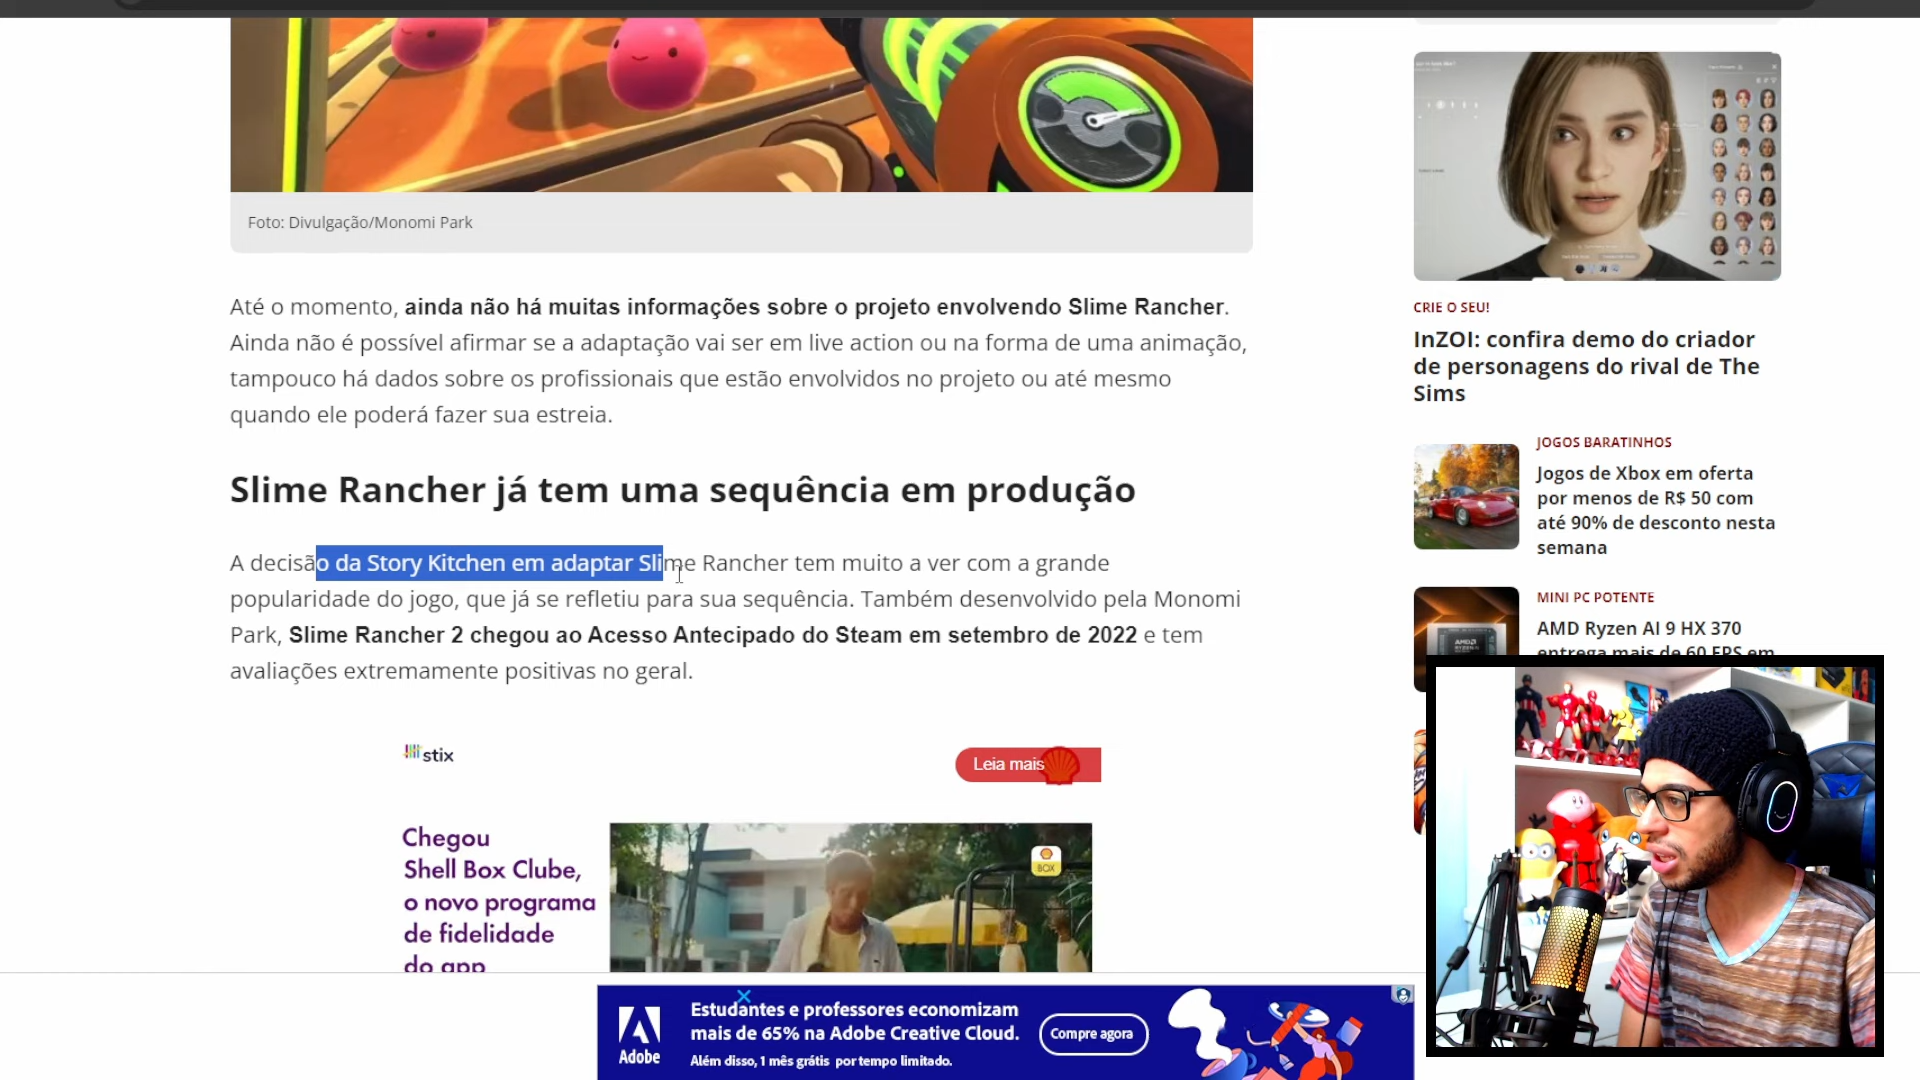 Foto: Divulgação/Monomi Park
Até o momento, ainda não há muitas informações sobre o projeto envolvendo Slime Rancher.
Ainda não é possível afirmar se a adaptação vai ser em live action ou na forma de uma animação,
tampouco há dados sobre os profissionais que estão envolvidos no projeto ou até mesmo
quando ele poderá fazer sua estreia.
Slime Rancher já tem uma sequência em produção
A decisão da Story Kitchen em adaptar Slime Rancher tem muito a ver com a grande
popularidade do jogo, que já se refletiu para sua sequência. Também desenvolvido pela Monomi
Park, Slime Rancher 2 chegou ao Acesso Antecipado do Steam em setembro de 2022 e tem
avaliações extremamente positivas no geral.
stix
Leia mais
Chegou
Shell Box Clube,
o novo programa
de fidelidade
do app
BOX
CRIE O SEU!
InZOI: confira demo do criador
de personagens do rival de The
Sims
JOGOS BARATINHOS
Jogos de Xbox em oferta
por menos de R$ 50 com
até 90% de desconto nesta
semana
MINI PC POTENTE
AMD Ryzen AI 9 HX 370
entrega mais de 60 FPS em
AMD
Adobe
Estudantes e professores economizam
mais de 65% na Adobe Creative Cloud.
Além disso, 1 mês grátis por tempo limitado.
Compre agora